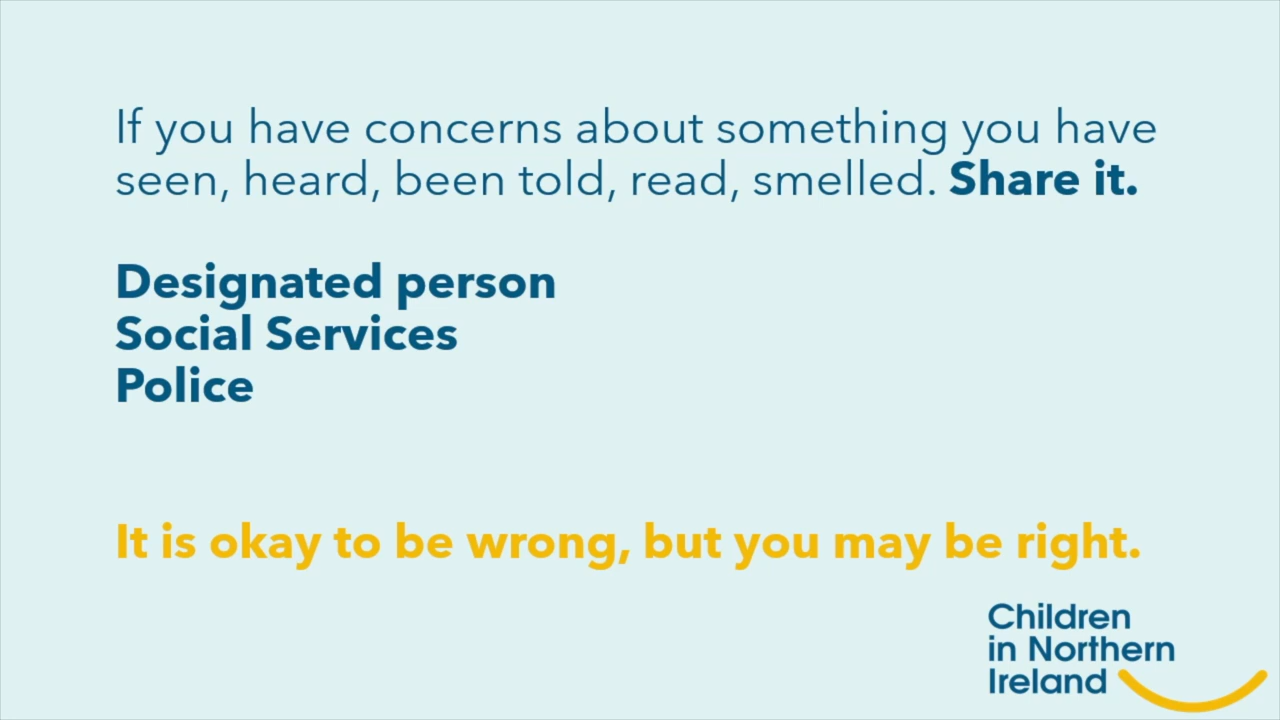 If you have concerns about something you have
seen, heard, been told, read, smelled. Share it.
Designated person
Social Services
Police
It is okay to be wrong, but you may be right.
Children
in Northern
Ireland